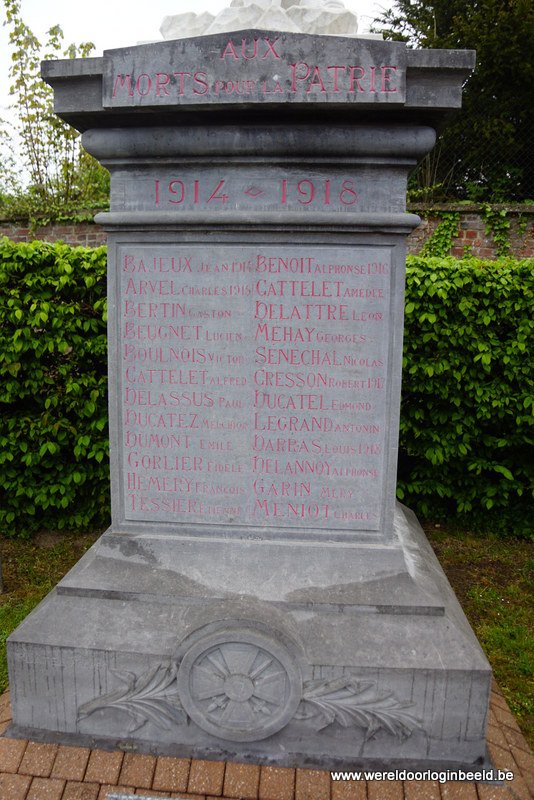 AUX
MORTS POUR LA PATRIE
1914 1918
BAJEUX JEAN 1914 BENOIT ALPHONSE 1916
ARVEL CHARLES 1915 CATTELET AMEDEE
BERTIN GASTON DELATTRE LEON
BEUGNET LUCIEN MEHAY GEORGES
BOULNOIS VICTOR SENECHAL NICOLAS
CATTELET ALFRED CRESSON ROBERT 1917
DELASSUS PAUL DUCATEL EDMOND
DUCATEZ MELCHIOR LEGRAND ANTONIN
DUMONT EMILE DARRAS LOUIS 1918
GORLIER FIDELE DELANNOY ALPHONSE
HEMERY FRANCOIS GARIN MERY
TESSIER ETIENNE MENIOT CHARLES
www.wereldoorloginbeeld.be